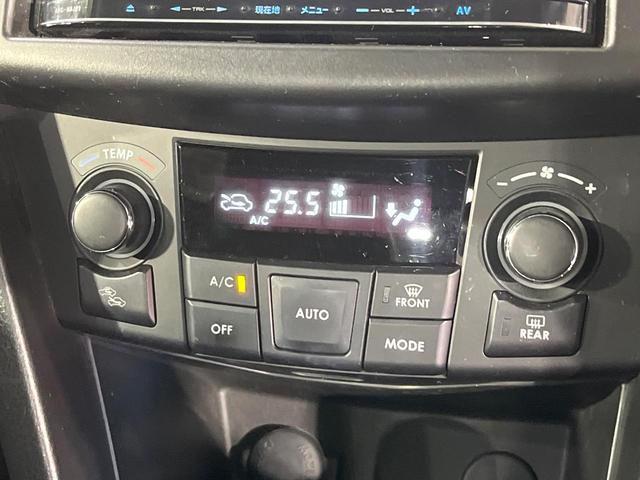 TRK 現在地 メニュー VOL AV
TEMP
25.5
A/C
A/C
AUTO
FRONT
OFF
MODE
REAR